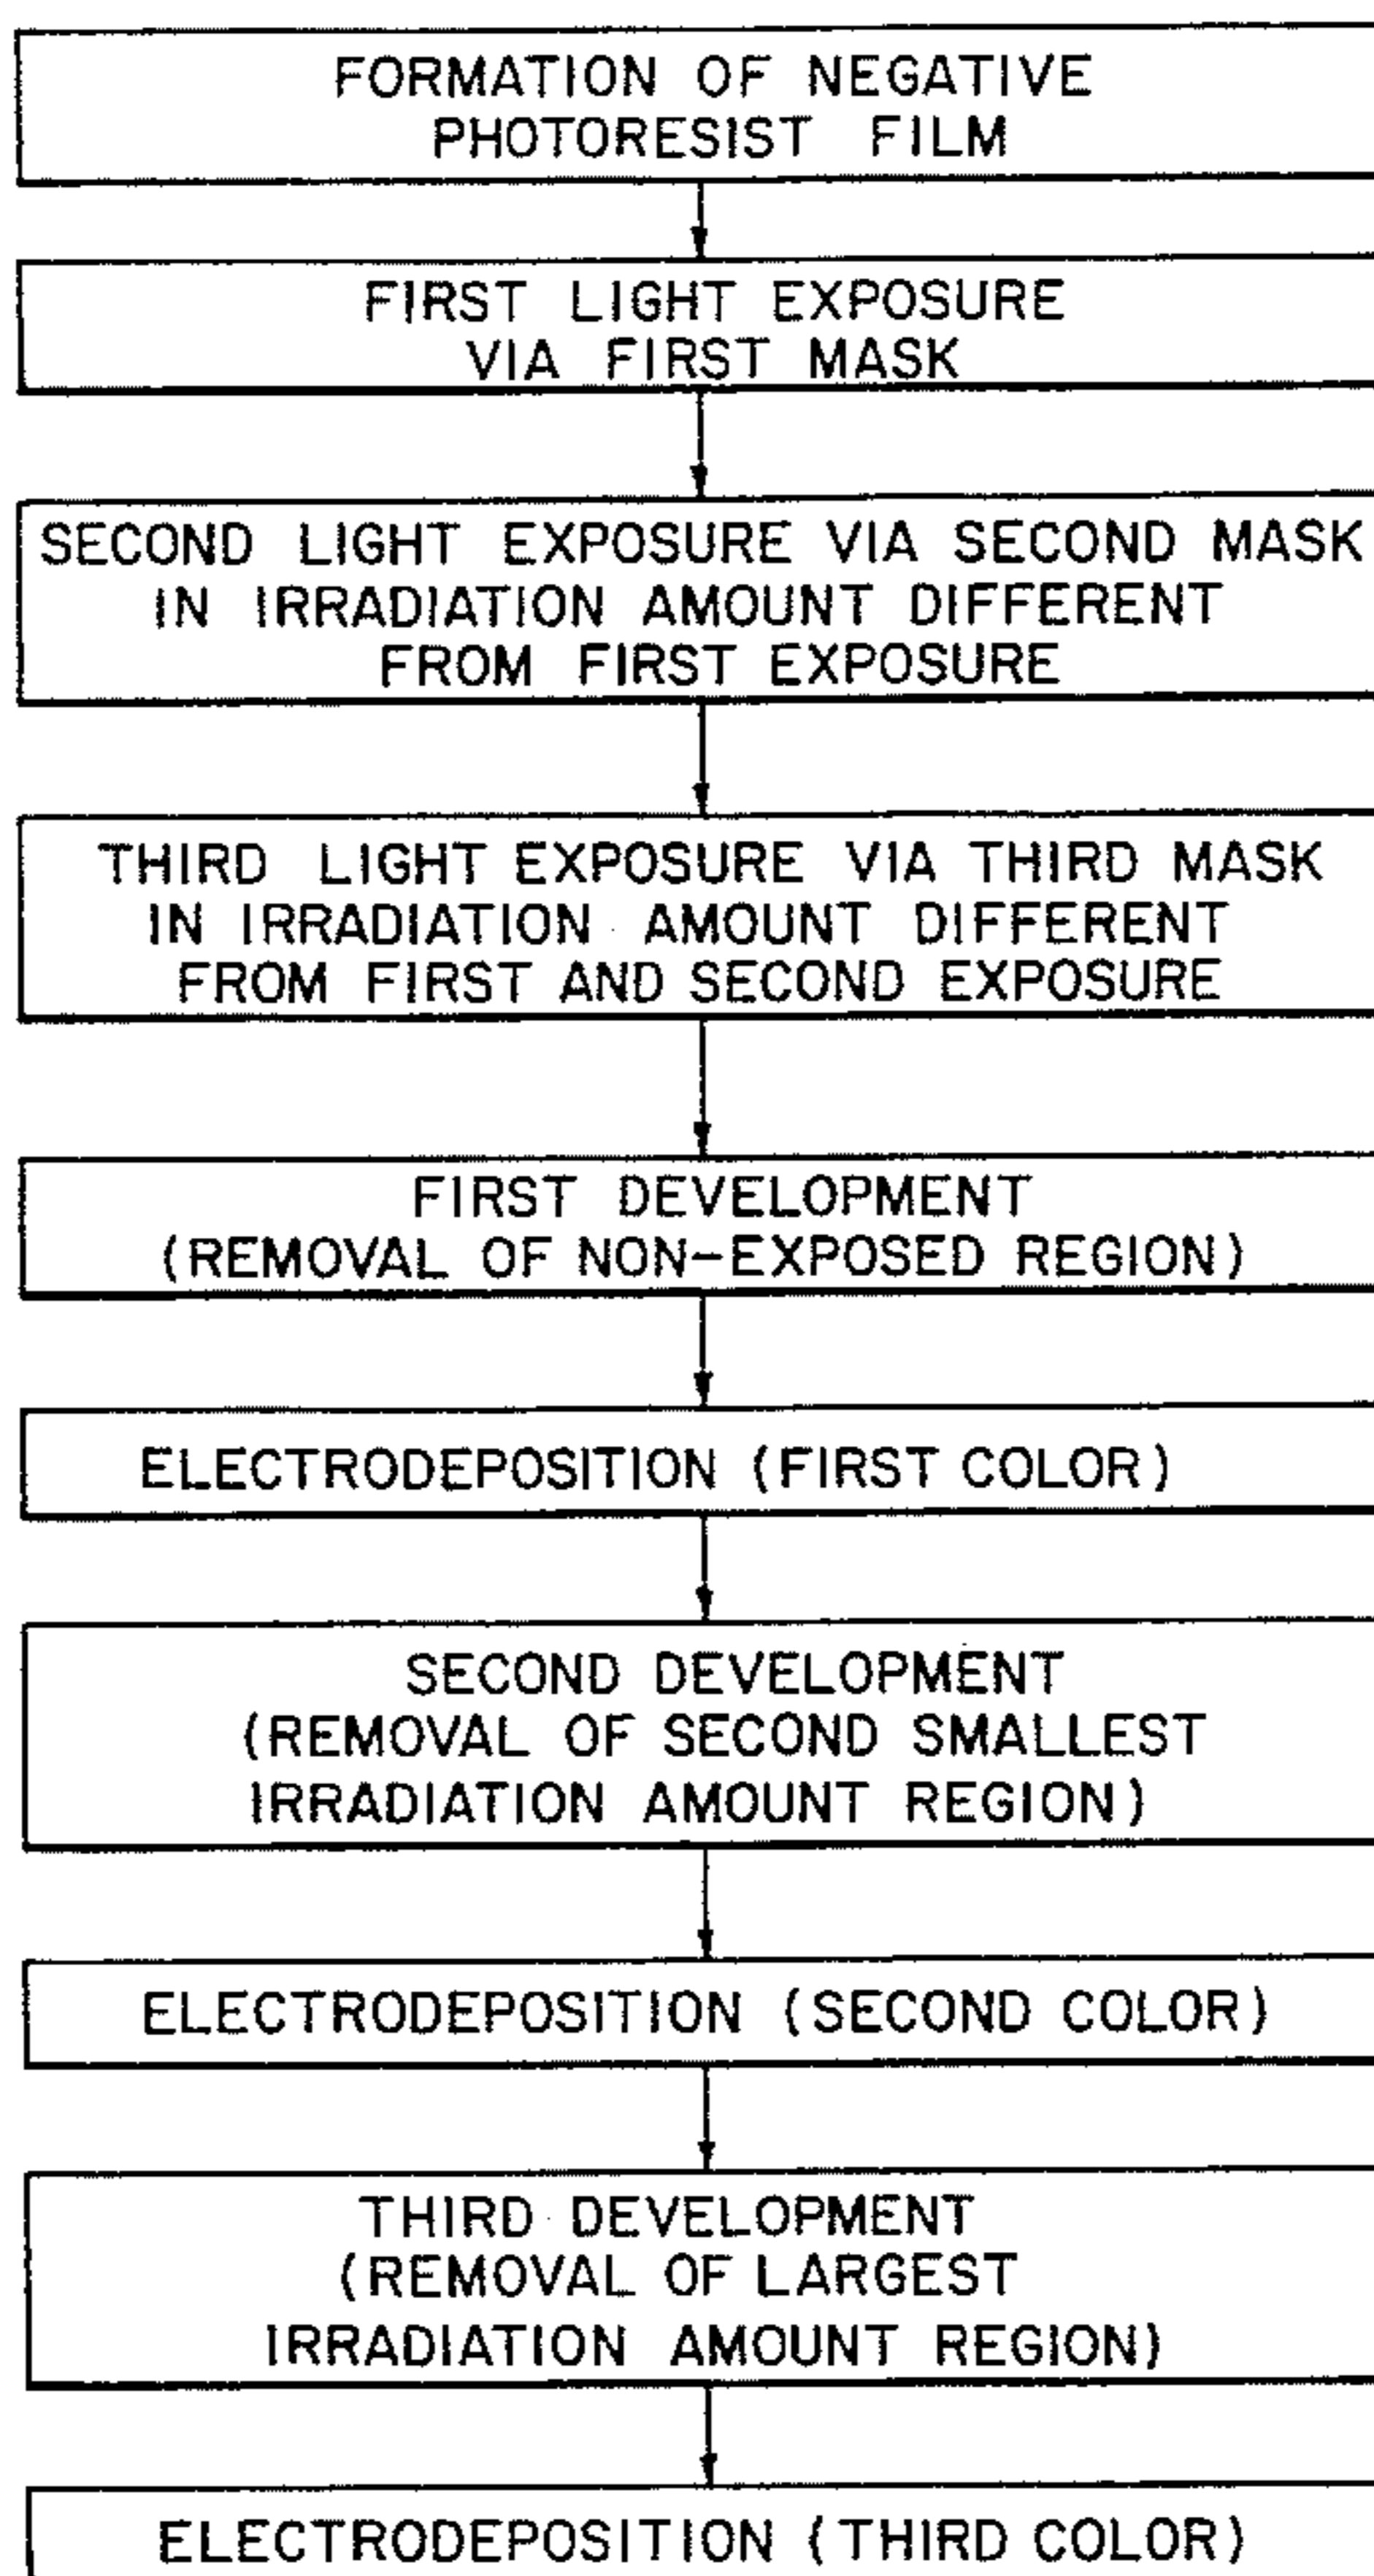 FORMATION OF NEGATIVE
PHOTORESIST FILM
FIRST LIGHT EXPOSURE
VIA FIRST MASK
SECOND LIGHT EXPOSURE VIA SECOND MASK
IN IRRADIATION AMOUNT DIFFERENT
FROM FIRST EXPOSURE
THIRD LIGHT EXPOSURE VIA THIRD MASK
IN IRRADIATION AMOUNT DIFFERENT
FROM FIRST AND SECOND EXPOSURE
FIRST DEVELOPMENT
(REMOVAL OF NON-EXPOSED REGION)
ELECTRODEPOSITION (FIRST COLOR)
SECOND DEVELOPMENT
(REMOVAL OF SECOND SMALLEST
IRRADIATION AMOUNT REGION)
ELECTRODEPOSITION (SECOND COLOR)
THIRD DEVELOPMENT
(REMOVAL OF LARGEST
IRRADIATION AMOUNT REGION)
ELECTRODEPOSITION (THIRD COLOR)